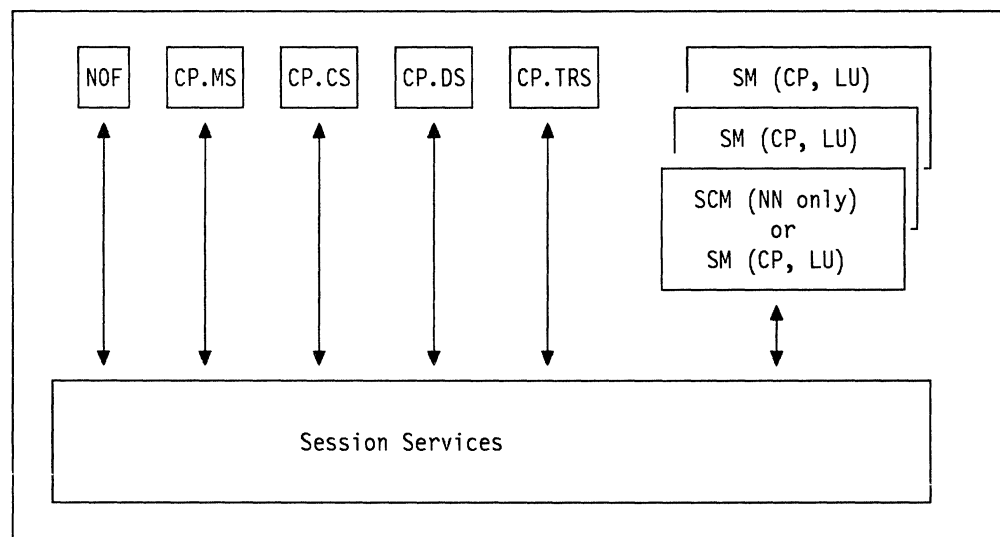 NOF
CP.MS
CP.CS
CP.DS
CP.TRS
SM (CP, LU)
SM (CP, LU)
SCM (NN only)
or
SM (CP, LU)
Session Services